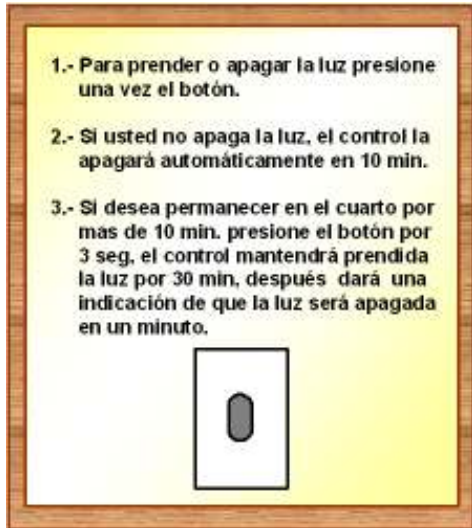 1.- Para prender o apagar la luz presione
una vez el botón.
2.- Si usted no apaga la luz, el control la
apagará automáticamente en 10 min.
3.- Si desea permanecer en el cuarto por
mas de 10 min. presione el botón por
3 seg, el control mantendrá prendida
la luz por 30 min, después dará una
indicación de que la luz será apagada
en un minuto.